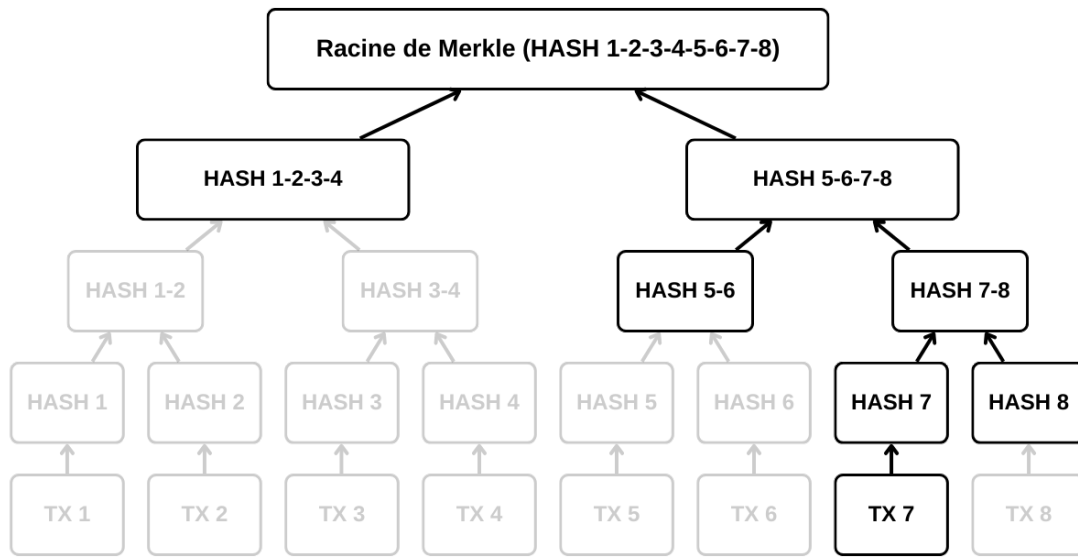 Racine de Merkle (HASH 1-2-3-4-5-6-7-8)
HASH 1-2-3-4
HASH 5-6-7-8
HASH 1-2
HASH 3-4
HASH 5-6
HASH 7-8
HASH 1
HASH 2
HASH 3
HASH 4
HASH 5
HASH 6
HASH 7
HASH 8
TX 1
TX 2
TX 3
TX 4
TX 5
TX 6
TX 7
TX 8